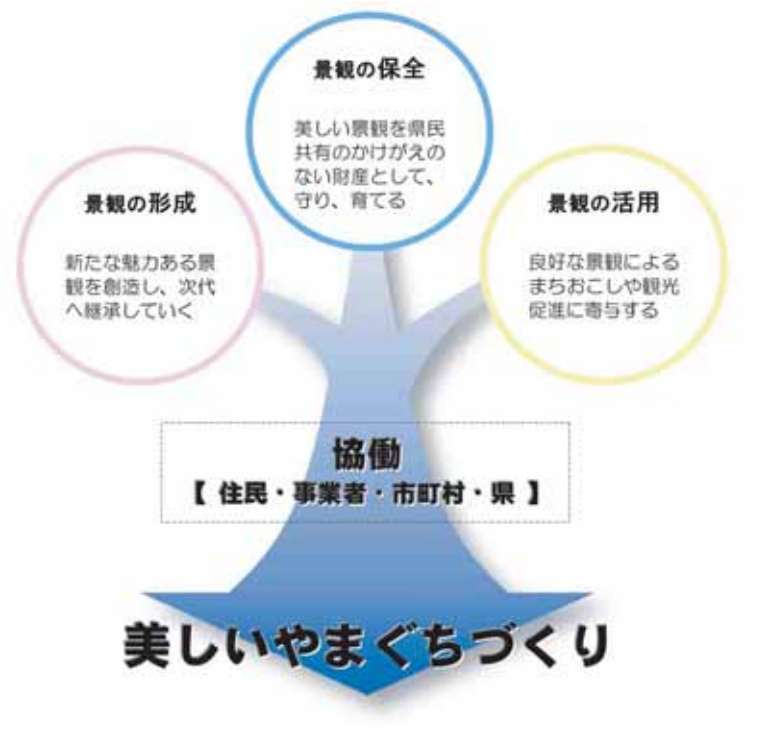 景観の保全
美しい景観を県民
共有のかけがえの
ない財産として、
守り、育てる
景観の形成
新たな魅力ある景
観を創造し、次代
へ継承していく
景観の活用
良好な景観による
まちおこしや観光
促進に寄与する
協働
【 住民・事業者・市町村・県 】
美しいやまぐちづくり